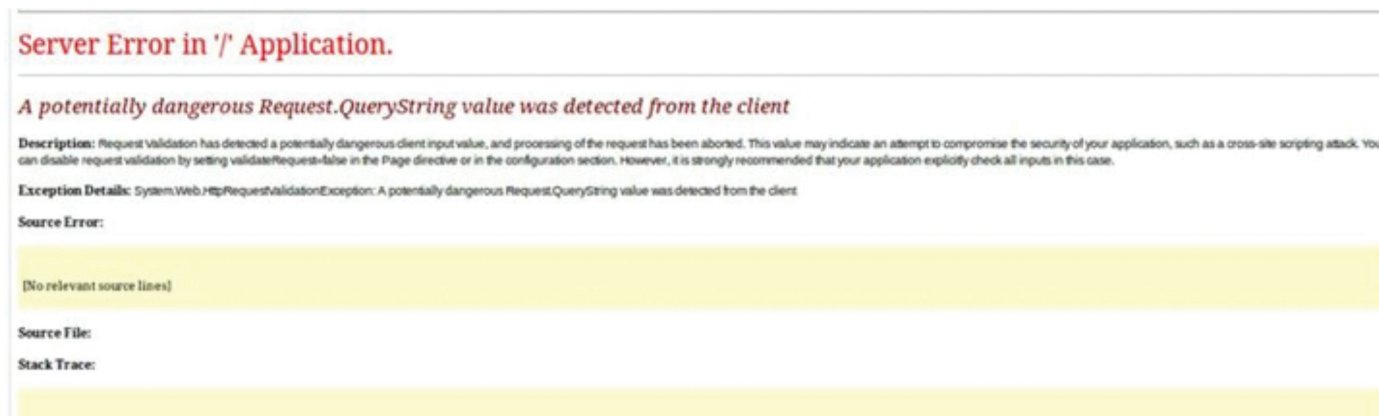 Server Error in '/' Application.
A potentially dangerous Request.QueryString value was detected from the client
Description: Request Validation has detected a potentially dangerous client input value, and processing of the request has been aborted. This value may indicate an attempt to compromise the security of your application, such as a cross-site scripting attack. You
can disable request validation by setting validateRequest=false in the Page directive or in the configuration section. However, it is strongly recommended that your application explicitly check all inputs in this case.
Exception Details: System.Web.HttpRequestValidationException: A potentially dangerous Request.QueryString value was detected from the client
Source Error:
[No relevant source lines]
Source File:
Stack Trace: